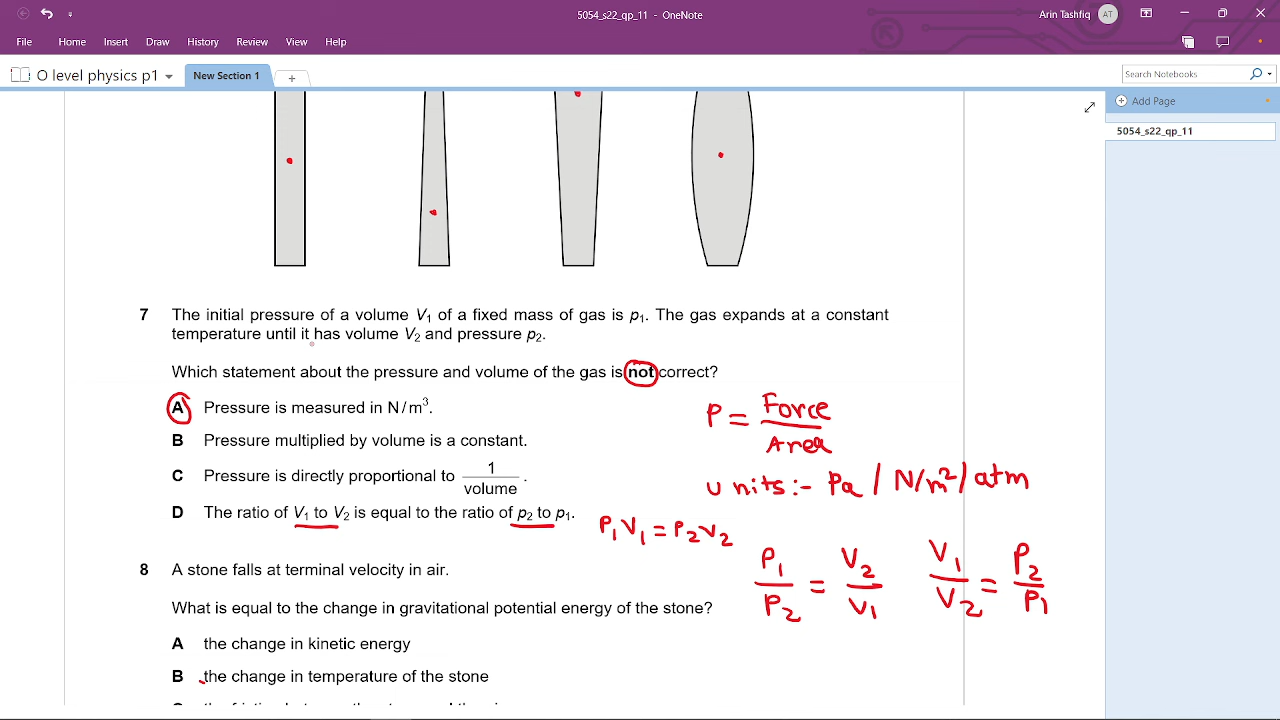 5054_s22_qp_11 - OneNote
Arin Tashfiq
AT
File Home Insert Draw History Review View Help
O level physics p1
New Section 1
+
Search Notebooks
Add Page
5054_s22_qp_11
7 The initial pressure of a volume V₁ of a fixed mass of gas is p₁. The gas expands at a constant
temperature until it has volume V₂ and pressure p₂.
Which statement about the pressure and volume of the gas is not correct?
A Pressure is measured in N/m³.
B Pressure multiplied by volume is a constant.
C Pressure is directly proportional to 1/volume.
D The ratio of V₁ to V₂ is equal to the ratio of p₂ to p₁.
P = Force/Area
units:- Pa / N/m² / atm
P₁V₁ = P₂V₂
P₁/P₂ = V₂/V₁
V₁/V₂ = P₂/P₁
8 A stone falls at terminal velocity in air.
What is equal to the change in gravitational potential energy of the stone?
A the change in kinetic energy
B the change in temperature of the stone